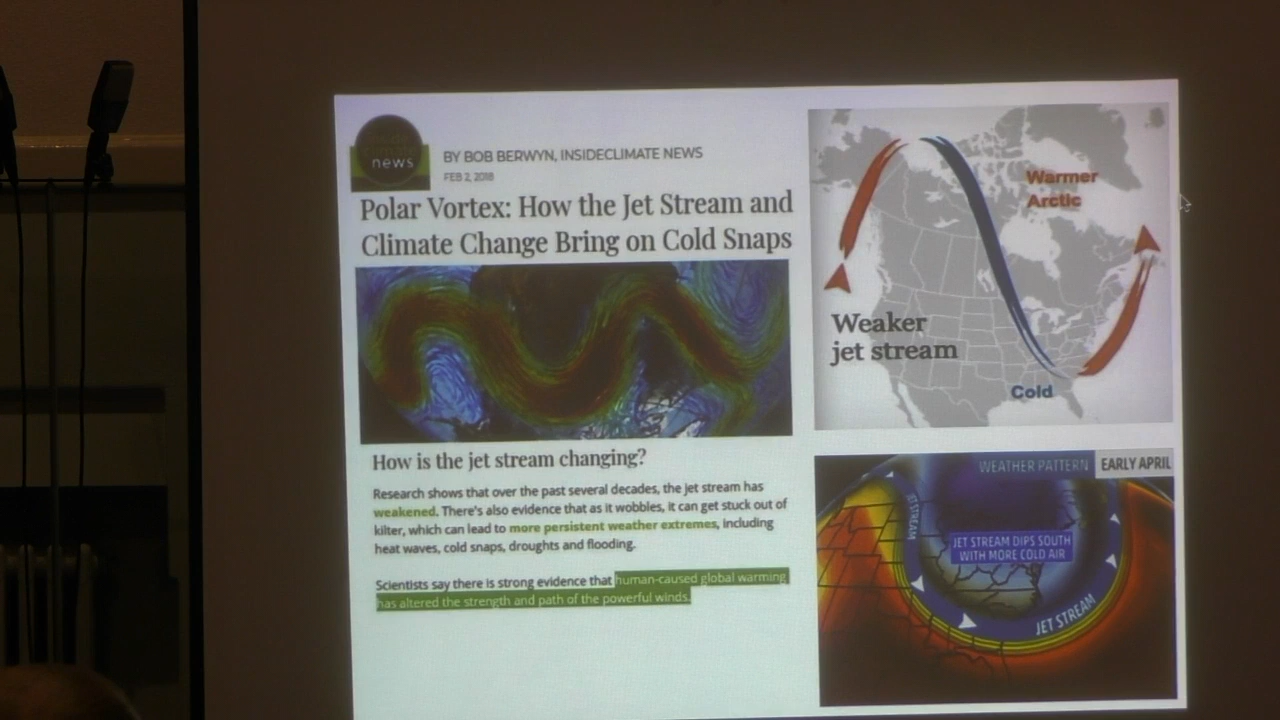 news
BY BOB BERWYN, INSIDECLIMATE NEWS
FEB 2, 2018
Polar Vortex: How the Jet Stream and
Climate Change Bring on Cold Snaps
How is the jet stream changing?
Research shows that over the past several decades, the jet stream has
weakened. There's also evidence that as it wobbles, it can get stuck out of
kilter, which can lead to more persistent weather extremes, including
heat waves, cold snaps, droughts and flooding.
Scientists say there is strong evidence that human-caused global warming
has altered the strength and path of the powerful winds.
Warmer
Arctic
Weaker
jet stream
Cold
WEATHER PATTERN
EARLY APRIL
JET STREAM
JET STREAM DIPS SOUTH
WITH MORE COLD AIR
JET STREAM